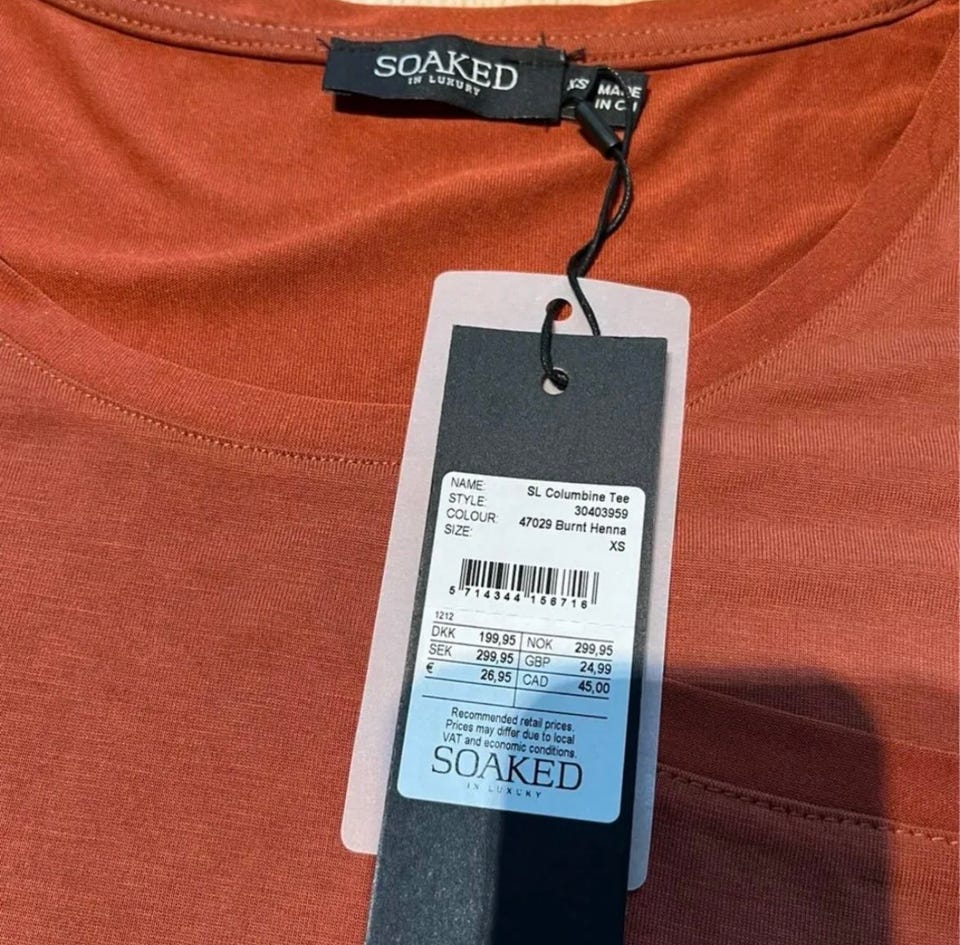 SOAKED
IN LUXURY
XS
MADE
IN
NAME: SL Columbine Tee
STYLE: 30403959
COLOUR: 47029 Burnt Henna
SIZE: XS
5 714344 156716
1212
DKK 199,95 NOK 299,95
SEK 299,95 GBP 24,99
€ 26,95 CAD 45,00
Recommended retail prices.
Prices may differ due to local
VAT and economic conditions.
SOAKED
IN LUXURY